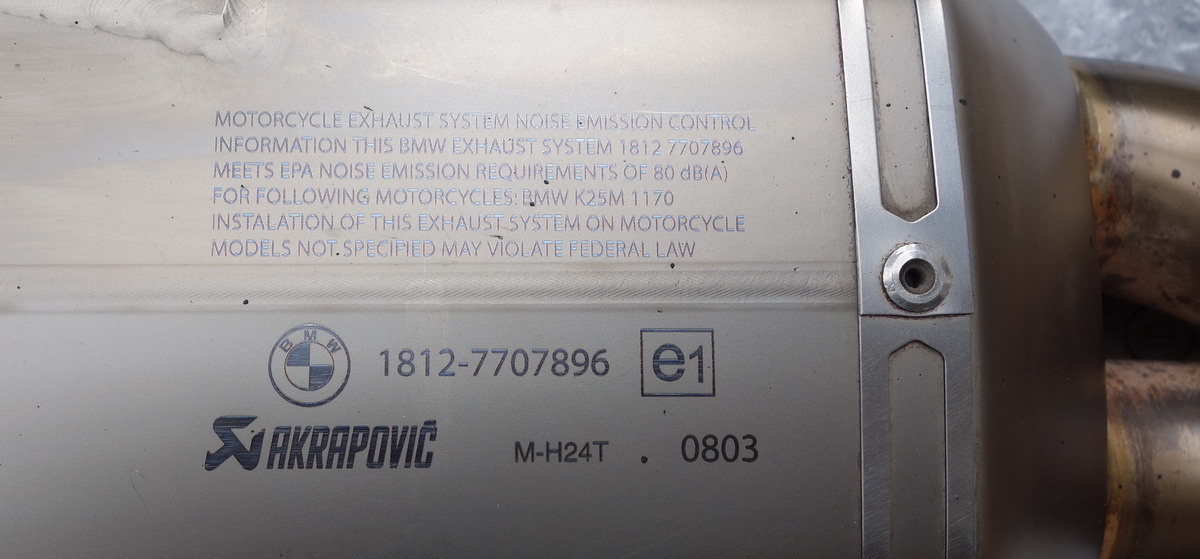 MOTORCYCLE EXHAUST SYSTEM NOISE EMISSION CONTROL
INFORMATION THIS BMW EXHAUST SYSTEM 1812 7707896
MEETS EPA NOISE EMISSION REQUIREMENTS OF 80 dB(A)
FOR FOLLOWING MOTORCYCLES: BMW K25M 1170
INSTALATION OF THIS EXHAUST SYSTEM ON MOTORCYCLE
MODELS NOT SPECIFIED MAY VIOLATE FEDERAL LAW
BMW 1812-7707896 e1
AKRAPOVIČ M-H24T . 0803